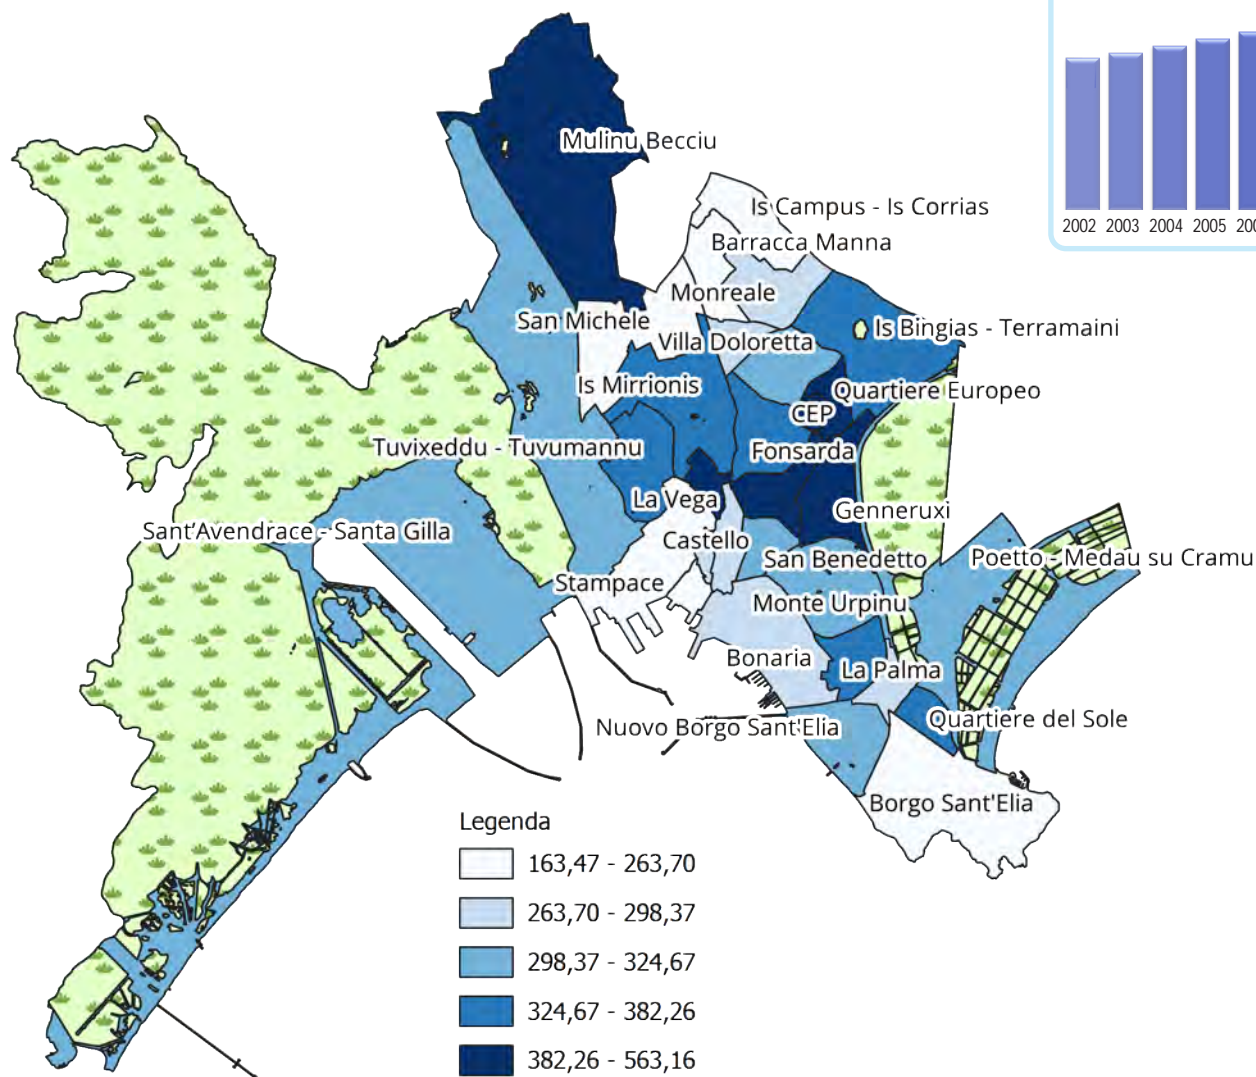 2002 2003 2004 2005
Mulinu Becciu
Is Campus - Is Corrias
Barracca Manna
Monreale
San Michele
Is Bingias - Terramaini
Villa Doloretta
Is Mirrionis
Quartiere Europeo
CEP
Tuvixeddu - Tuvumannu
Fonsarda
La Vega
Genneruxi
Sant'Avendrace - Santa Gilla
Castello
San Benedetto
Poetto - Medau su Cramu
Stampace
Monte Urpinu
Bonaria
La Palma
Nuovo Borgo Sant'Elia
Quartiere del Sole
Borgo Sant'Elia
Legenda
163,47 - 263,70
263,70 - 298,37
298,37 - 324,67
324,67 - 382,26
382,26 - 563,16